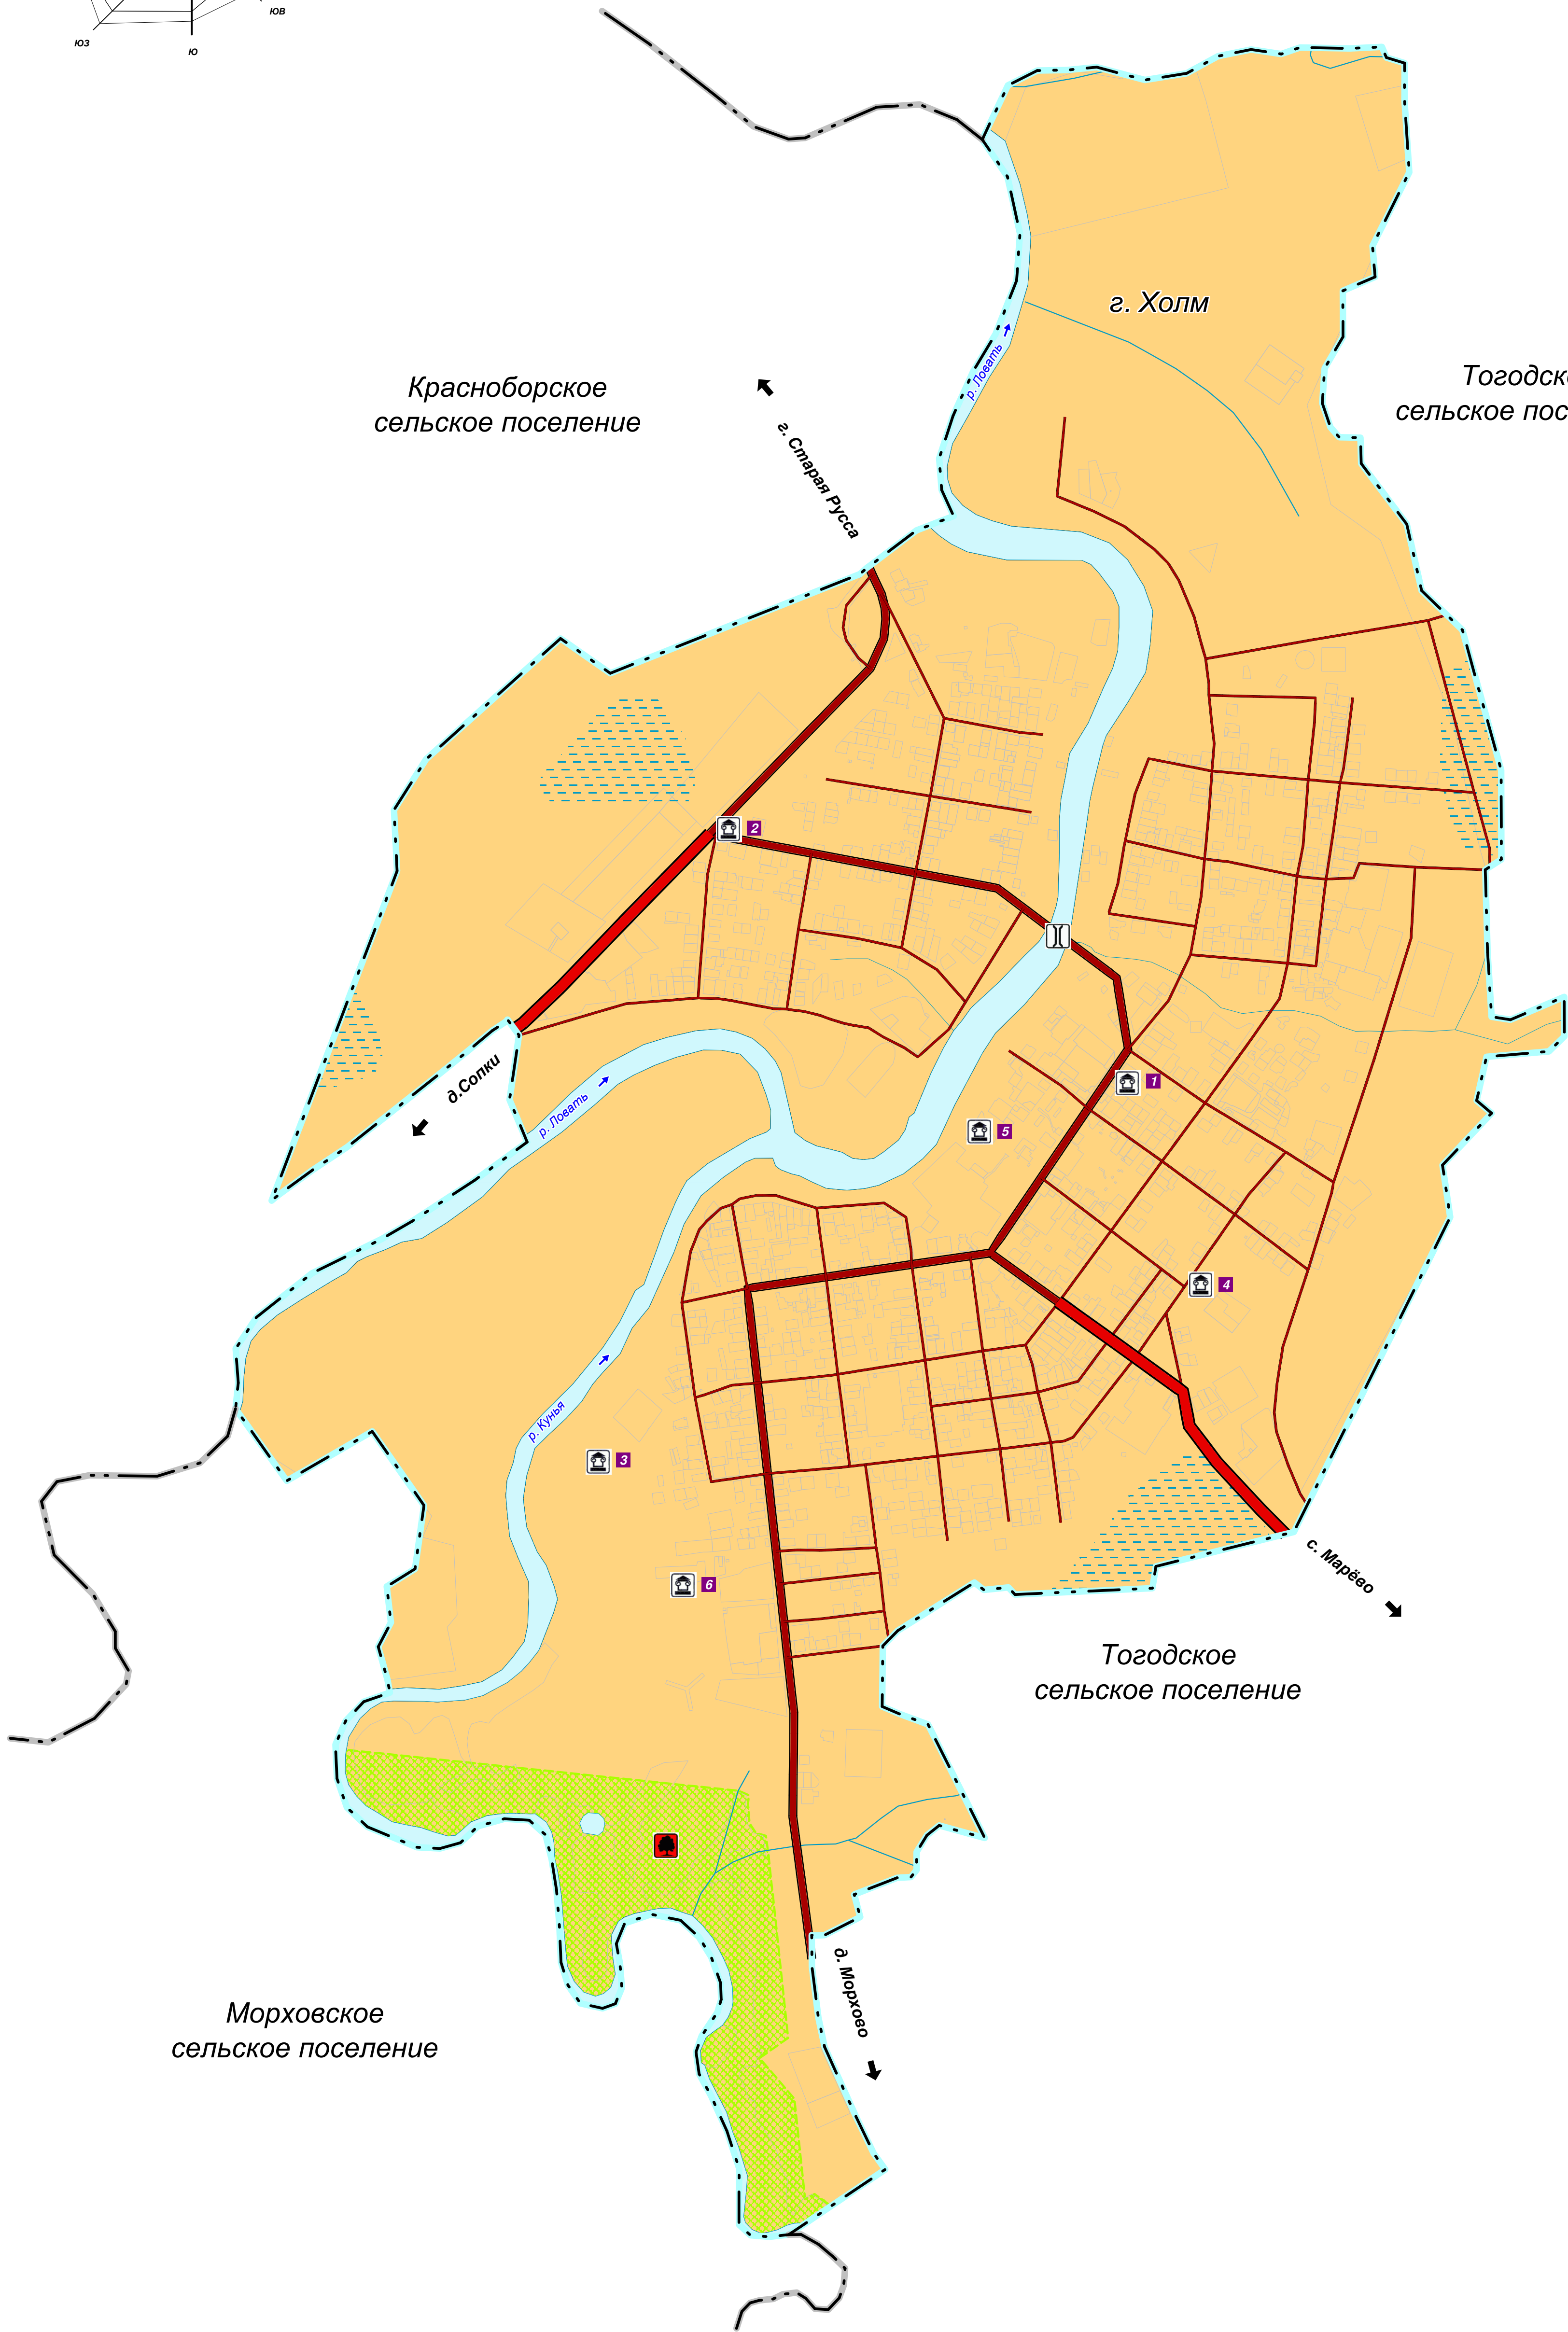 ЮВ
ЮЗ
Ю
г. Холм
р. Ловать
Красноборское
сельское поселение
Тогодск
сельское пос
г. Старая Русса
2
1
д.Сопки
р. Ловать
5
4
р. Кунья
3
с. Марёво
6
Тогодское
сельское поселение
д. Морхово
Морховское
сельское поселение